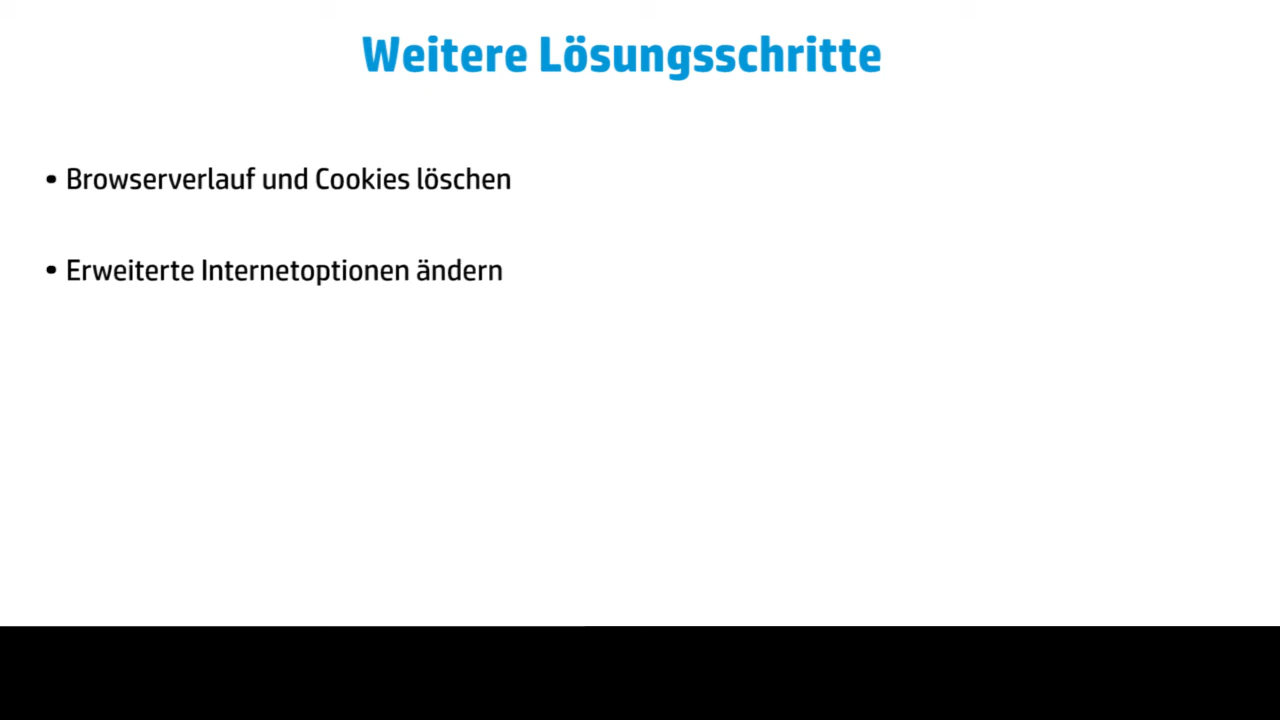 Weitere Lösungsschritte
• Browserverlauf und Cookies löschen
• Erweiterte Internetoptionen ändern